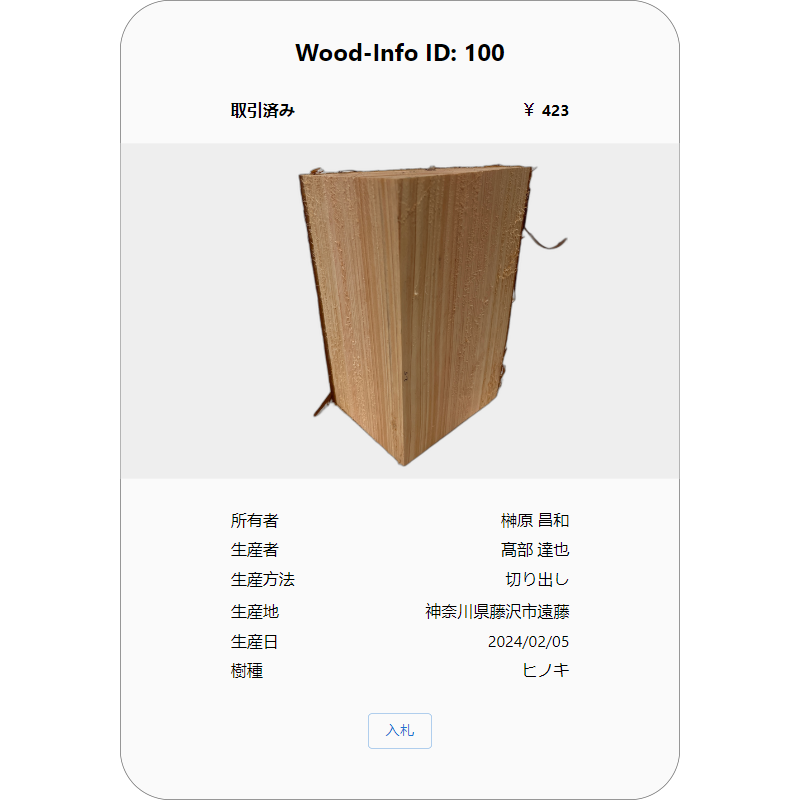 Wood-Info ID: 100
取引済み ￥ 423
所有者 榊原 昌和
生産者 高部 達也
生産方法 切り出し
生産地 神奈川県藤沢市遠藤
生産日 2024/02/05
樹種 ヒノキ
入札